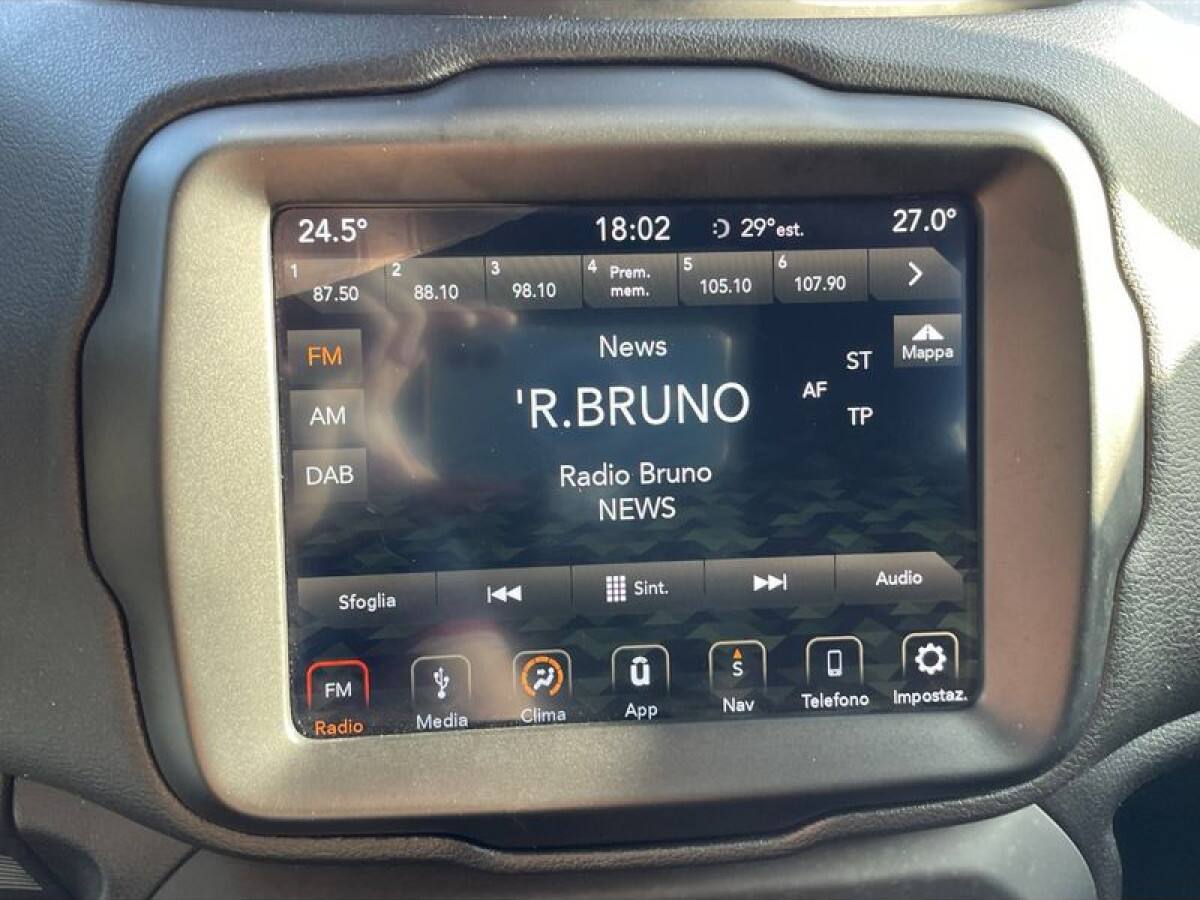 24.5° 18:02 29°est. 27.0°
1 2 3 4 Prem. 5 6
87.50 88.10 98.10 mem. 105.10 107.90
FM News Mappa
ST
AM 'R.BRUNO AF
TP
DAB Radio Bruno
NEWS
Sfoglia Sint. Audio
FM S
Radio Media Clima App Nav Telefono Impostaz.